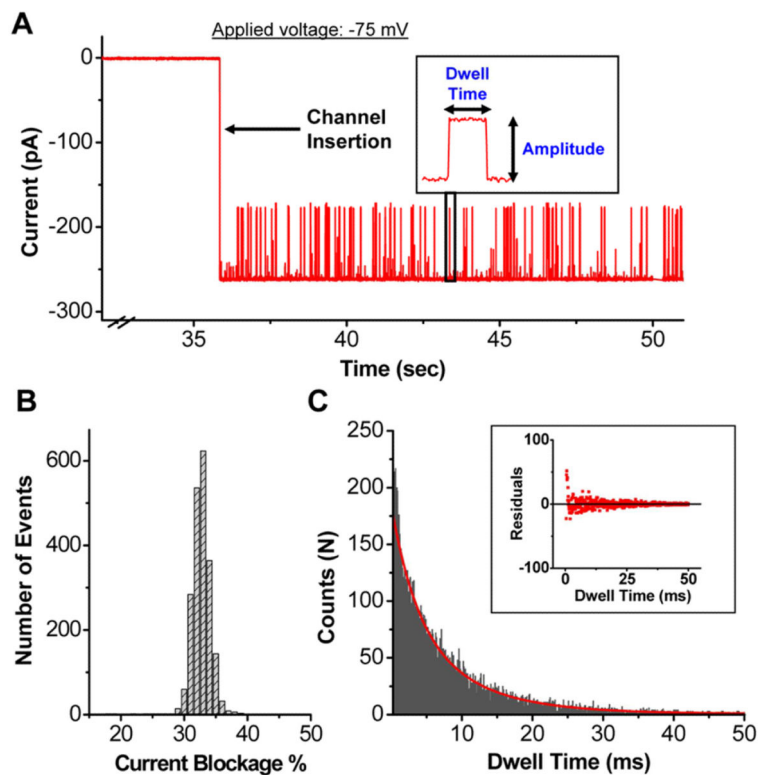 A
Applied voltage: -75 mV
0
-100
-200
-300
Current (pA)
Channel
Insertion
Dwell
Time
Amplitude
35
40
45
50
Time (sec)
B
600
400
200
0
Number of Events
20
30
40
50
Current Blockage %
C
250
200
150
100
50
0
Counts (N)
10
20
30
40
50
Dwell Time (ms)
100
0
-100
Residuals
0
25
50
Dwell Time (ms)